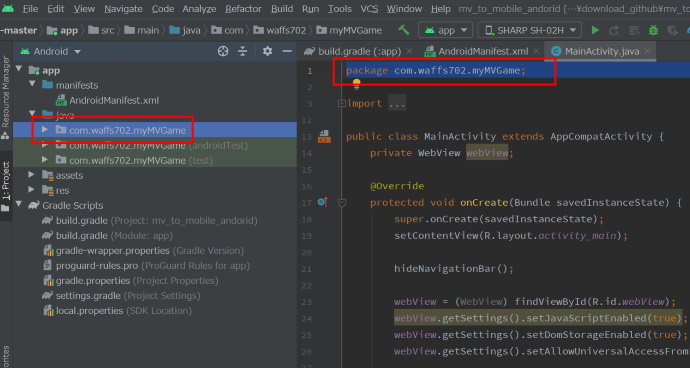 File Edit View Navigate Code Analyze Refactor Build Run Tools VCS Window Help mv_to_mobile_andorid
-master app src main java com waffs702 myMVGame app SHARP SH-02H
Android
build.gradle (:app) AndroidManifest.xml MainActivity.java
Resource Manager
1: Project
app
manifests
AndroidManifest.xml
java
com.waffs702.myMVGame
com.waffs702.myMVGame (androidTest)
com.waffs702.myMVGame (test)
assets
res
Gradle Scripts
build.gradle (Project: mv_to_mobile_andorid)
build.gradle (Module: app)
gradle-wrapper.properties (Gradle Version)
proguard-rules.pro (ProGuard Rules for app)
gradle.properties (Project Properties)
settings.gradle (Project Settings)
local.properties (SDK Location)
1 package com.waffs702.myMVGame;
2
3 import ...
13
14 public class MainActivity extends AppCompatActivity {
15 private WebView webView;
15
16 @Override
17 protected void onCreate(Bundle savedInstanceState) {
18 super.onCreate(savedInstanceState);
19 setContentView(R.layout.activity_main);
20
21 hideNavigationBar();
22
23 webView = (WebView) findViewById(R.id.webView);
24 webView.getSettings().setJavaScriptEnabled(true);
25 webView.getSettings().setDomStorageEnabled(true);
26 webView.getSettings().setAllowUniversalAccessFrom